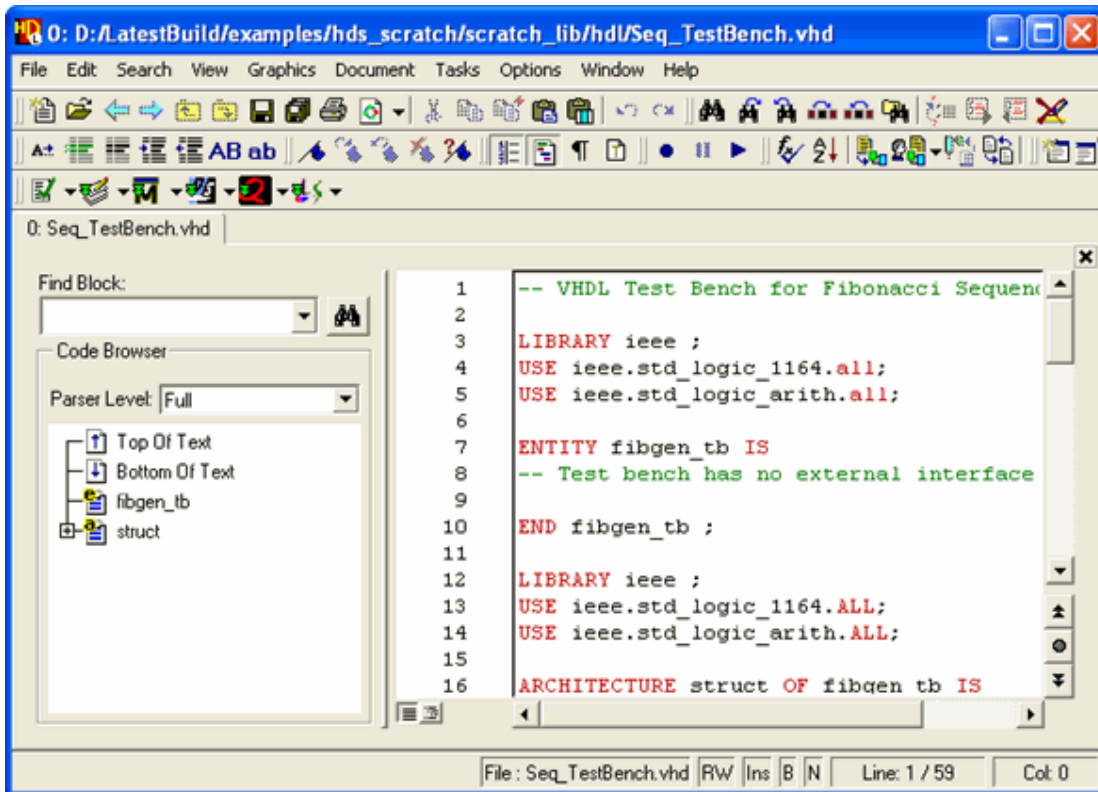 0: D:/LatestBuild/examples/hds_scratch/scratch_lib/hdl/Seq_TestBench.vhd
File Edit Search View Graphics Document Tasks Options Window Help
AB ab
0: Seq_TestBench.vhd
Find Block:
Code Browser
Parser Level: Full
Top Of Text
Bottom Of Text
fibgen_tb
struct
1 -- VHDL Test Bench for Fibonacci
2
3 LIBRARY ieee ;
4 USE ieee.std_logic_1164.all;
5 USE ieee.std_logic_arith.all;
6
7 ENTITY fibgen_tb IS
8 -- Test bench has no external interface
9
10 END fibgen_tb ;
11
12 LIBRARY ieee ;
13 USE ieee.std_logic_1164.ALL;
14 USE ieee.std_logic_arith.ALL;
15
16 ARCHITECTURE struct OF fibgen_tb IS
File : Seq_TestBench.vhd RW Ins B N Line: 1 / 59 Col: 0